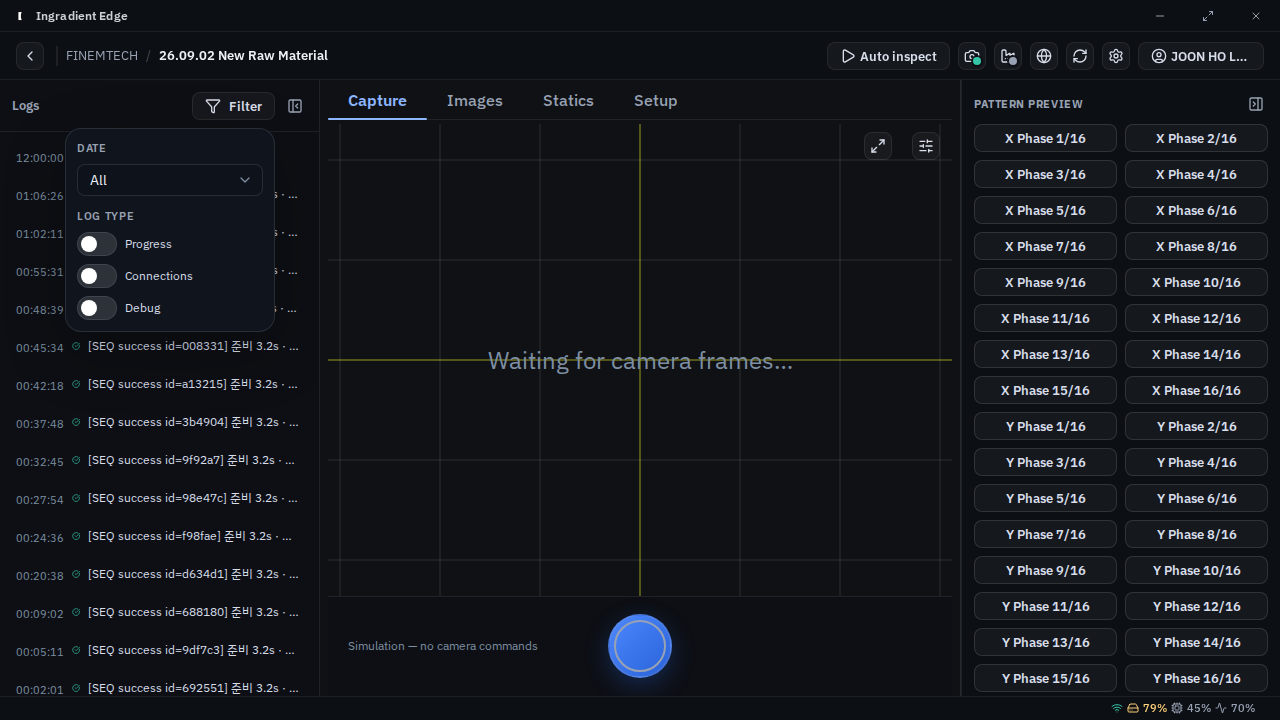 Ingradient Edge
FINEMTECH / 26.09.02 New Raw Material
Auto inspect
JOON HO L...
Logs
Filter
DATE
All
LOG TYPE
Progress
Connections
Debug
12:00:00
01:06:26
01:02:11
00:55:31
00:48:39
00:45:34 [SEQ success id=008331] 준비 3.2s · ...
00:42:18 [SEQ success id=a13215] 준비 3.2s · ...
00:37:48 [SEQ success id=3b4904] 준비 3.2s · ...
00:32:45 [SEQ success id=9f92a7] 준비 3.2s · ...
00:27:54 [SEQ success id=98e47c] 준비 3.2s · ...
00:24:36 [SEQ success id=f98fae] 준비 3.2s · ...
00:20:38 [SEQ success id=d634d1] 준비 3.2s · ...
00:09:02 [SEQ success id=688180] 준비 3.2s · ...
00:05:11 [SEQ success id=9df7c3] 준비 3.2s · ...
00:02:01 [SEQ success id=692551] 준비 3.2s · ...
Capture
Images
Statics
Setup
Waiting for camera frames...
Simulation — no camera commands
PATTERN PREVIEW
X Phase 1/16
X Phase 2/16
X Phase 3/16
X Phase 4/16
X Phase 5/16
X Phase 6/16
X Phase 7/16
X Phase 8/16
X Phase 9/16
X Phase 10/16
X Phase 11/16
X Phase 12/16
X Phase 13/16
X Phase 14/16
X Phase 15/16
X Phase 16/16
Y Phase 1/16
Y Phase 2/16
Y Phase 3/16
Y Phase 4/16
Y Phase 5/16
Y Phase 6/16
Y Phase 7/16
Y Phase 8/16
Y Phase 9/16
Y Phase 10/16
Y Phase 11/16
Y Phase 12/16
Y Phase 13/16
Y Phase 14/16
Y Phase 15/16
Y Phase 16/16
79% 45% 70%